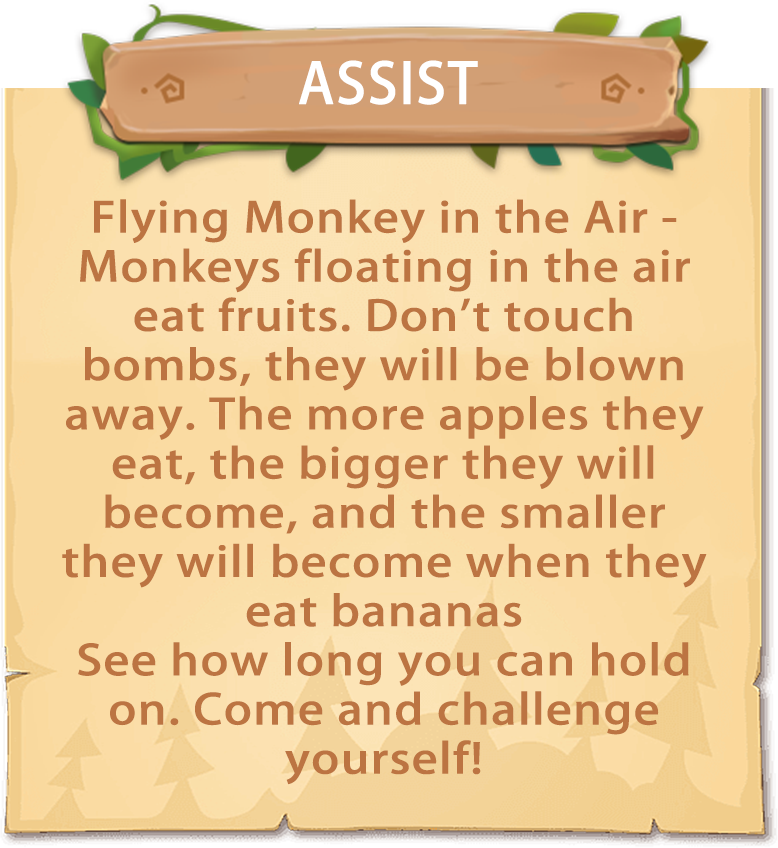 ASSIST
Flying Monkey in the Air -
Monkeys floating in the air
eat fruits. Don’t touch
bombs, they will be blown
away. The more apples they
eat, the bigger they will
become, and the smaller
they will become when they
eat bananas
See how long you can hold
on. Come and challenge
yourself!